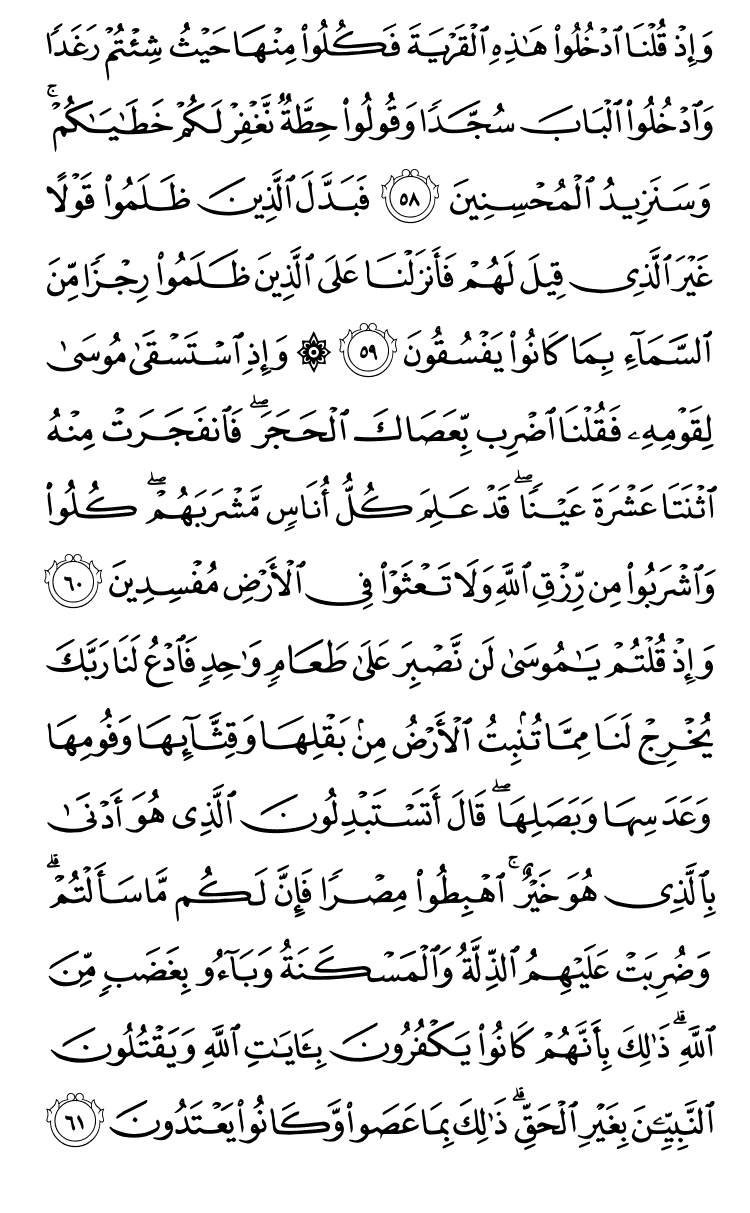 وَإِذْ قُلْنَا ٱدْخُلُوا۟ هَـٰذِهِ ٱلْقَرْيَةَ فَكُلُوا۟ مِنْهَا حَيْثُ شِئْتُمْ رَغَدًا
وَٱدْخُلُوا۟ ٱلْبَابَ سُجَّدًا وَقُولُوا۟ حِطَّةٌ نَّغْفِرْ لَكُمْ خَطَـٰيَـٰكُمْ ۚ
وَسَنَزِيدُ ٱلْمُحْسِنِينَ ٥٨ فَبَدَّلَ ٱلَّذِينَ ظَلَمُوا۟ قَوْلًا
غَيْرَ ٱلَّذِى قِيلَ لَهُمْ فَأَنزَلْنَا عَلَى ٱلَّذِينَ ظَلَمُوا۟ رِجْزًا مِّنَ
ٱلسَّمَآءِ بِمَا كَانُوا۟ يَفْسُقُونَ ٥٩ ۞ وَإِذِ ٱسْتَسْقَىٰ مُوسَىٰ
لِقَوْمِهِۦ فَقُلْنَا ٱضْرِب بِّعَصَاكَ ٱلْحَجَرَ ۖ فَٱنفَجَرَتْ مِنْهُ
ٱثْنَتَا عَشْرَةَ عَيْنًا ۖ قَدْ عَلِمَ كُلُّ أُنَاسٍ مَّشْرَبَهُمْ ۖ كُلُوا۟
وَٱشْرَبُوا۟ مِن رِّزْقِ ٱللَّهِ وَلَا تَعْثَوْا۟ فِى ٱلْأَرْضِ مُفْسِدِينَ ٦٠
وَإِذْ قُلْتُمْ يَـٰمُوسَىٰ لَن نَّصْبِرَ عَلَىٰ طَعَامٍ وَٰحِدٍ فَٱدْعُ لَنَا رَبَّكَ
يُخْرِجْ لَنَا مِمَّا تُنۢبِتُ ٱلْأَرْضُ مِنۢ بَقْلِهَا وَقِثَّآئِهَا وَفُومِهَا
وَعَدَسِهَا وَبَصَلِهَا ۖ قَالَ أَتَسْتَبْدِلُونَ ٱلَّذِى هُوَ أَدْنَىٰ
بِٱلَّذِى هُوَ خَيْرٌ ۚ ٱهْبِطُوا۟ مِصْرًا فَإِنَّ لَكُم مَّا سَأَلْتُمْ ۗ
وَضُرِبَتْ عَلَيْهِمُ ٱلذِّلَّةُ وَٱلْمَسْكَنَةُ وَبَآءُو بِغَضَبٍ مِّنَ
ٱللَّهِ ۗ ذَٰلِكَ بِأَنَّهُمْ كَانُوا۟ يَكْفُرُونَ بِـَٔايَـٰتِ ٱللَّهِ وَيَقْتُلُونَ
ٱلنَّبِيِّـۧنَ بِغَيْرِ ٱلْحَقِّ ۗ ذَٰلِكَ بِمَا عَصَوا۟ وَّكَانُوا۟ يَعْتَدُونَ ٦١